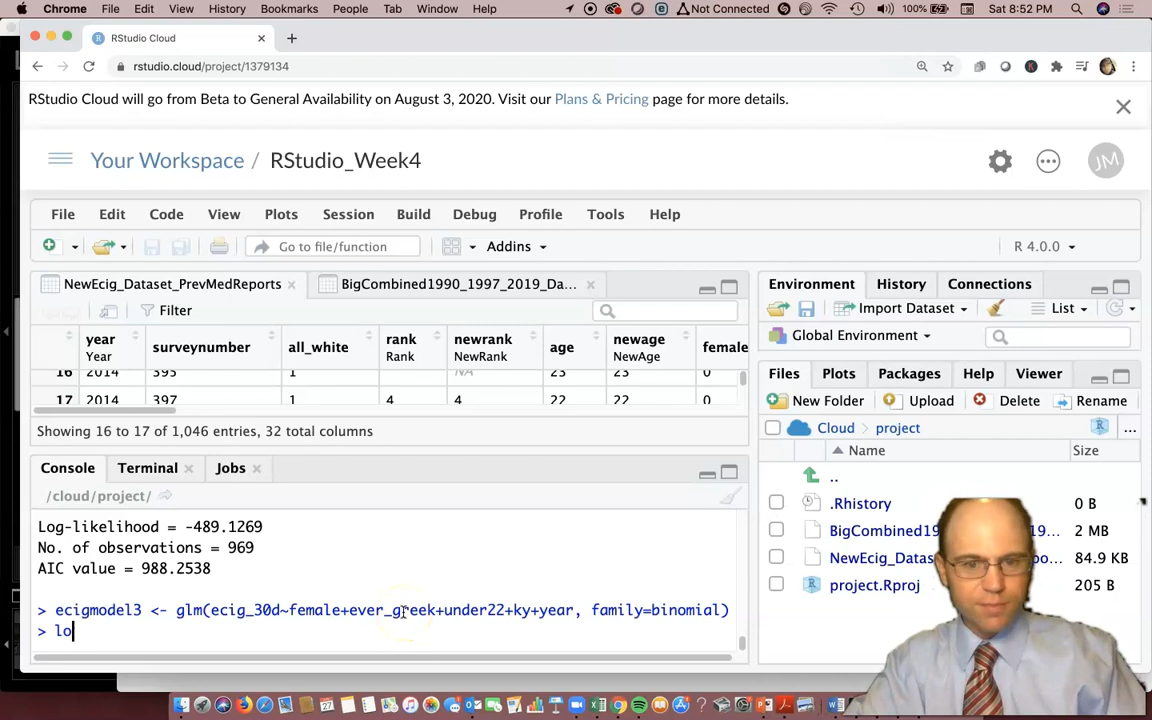 Chrome File Edit View History Bookmarks People Tab Window Help Not Connected 100% Sat 8:52 PM
RStudio Cloud
rstudio.cloud/project/1379134
RStudio Cloud will go from Beta to General Availability on August 3, 2020. Visit our Plans & Pricing page for more details.
Your Workspace / RStudio_Week4
JM
File Edit Code View Plots Session Build Debug Profile Tools Help
Go to file/function Addins R 4.0.0
NewEcig_Dataset_PrevMedReports BigCombined1990_1997_2019_Da...
Filter
year surveynumber all_white rank newrank age newage female
Year Rank NewRank NewAge
16 2014 395 1 NA 23 23 0
17 2014 397 1 4 4 22 22 0
Showing 16 to 17 of 1,046 entries, 32 total columns
Console Terminal Jobs
/cloud/project/
Log-likelihood = -489.1269
No. of observations = 969
AIC value = 988.2538
> ecigmodel3 <- glm(ecig_30d~female+ever_greek+under22+ky+year, family=binomial)
> lo
Environment History Connections
Import Dataset List
Global Environment
Files Plots Packages Help Viewer
New Folder Upload Delete Rename
Cloud project ...
Name Size
..
.Rhistory 0 B
BigCombined19 19... 2 MB
NewEcig_Datas po... 84.9 KB
project.Rproj 205 B